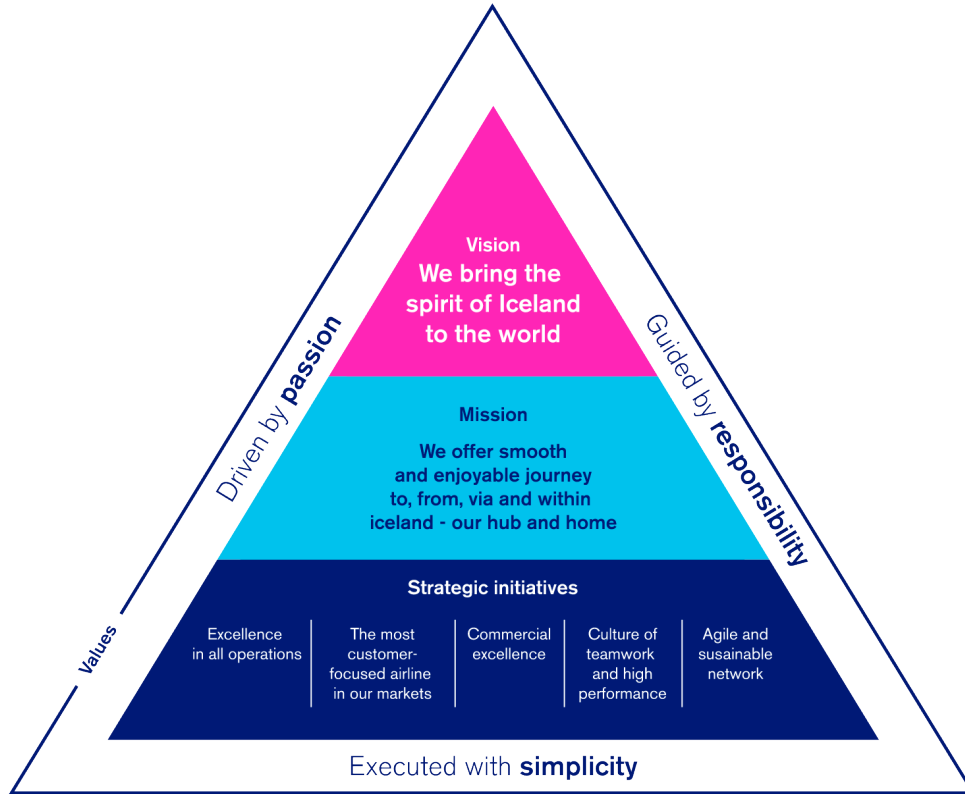 Vision
We bring the
spirit of Iceland
to the world
Driven by passion
Guided by responsibility
Mission
We offer smooth
and enjoyable journey
to, from, via and within
iceland - our hub and home
Values
Strategic initiatives
Excellence
in all operations
The most
customer-
focused airline
in our markets
Commercial
excellence
Culture of
teamwork
and high
performance
Agile and
susainable
network
Executed with simplicity